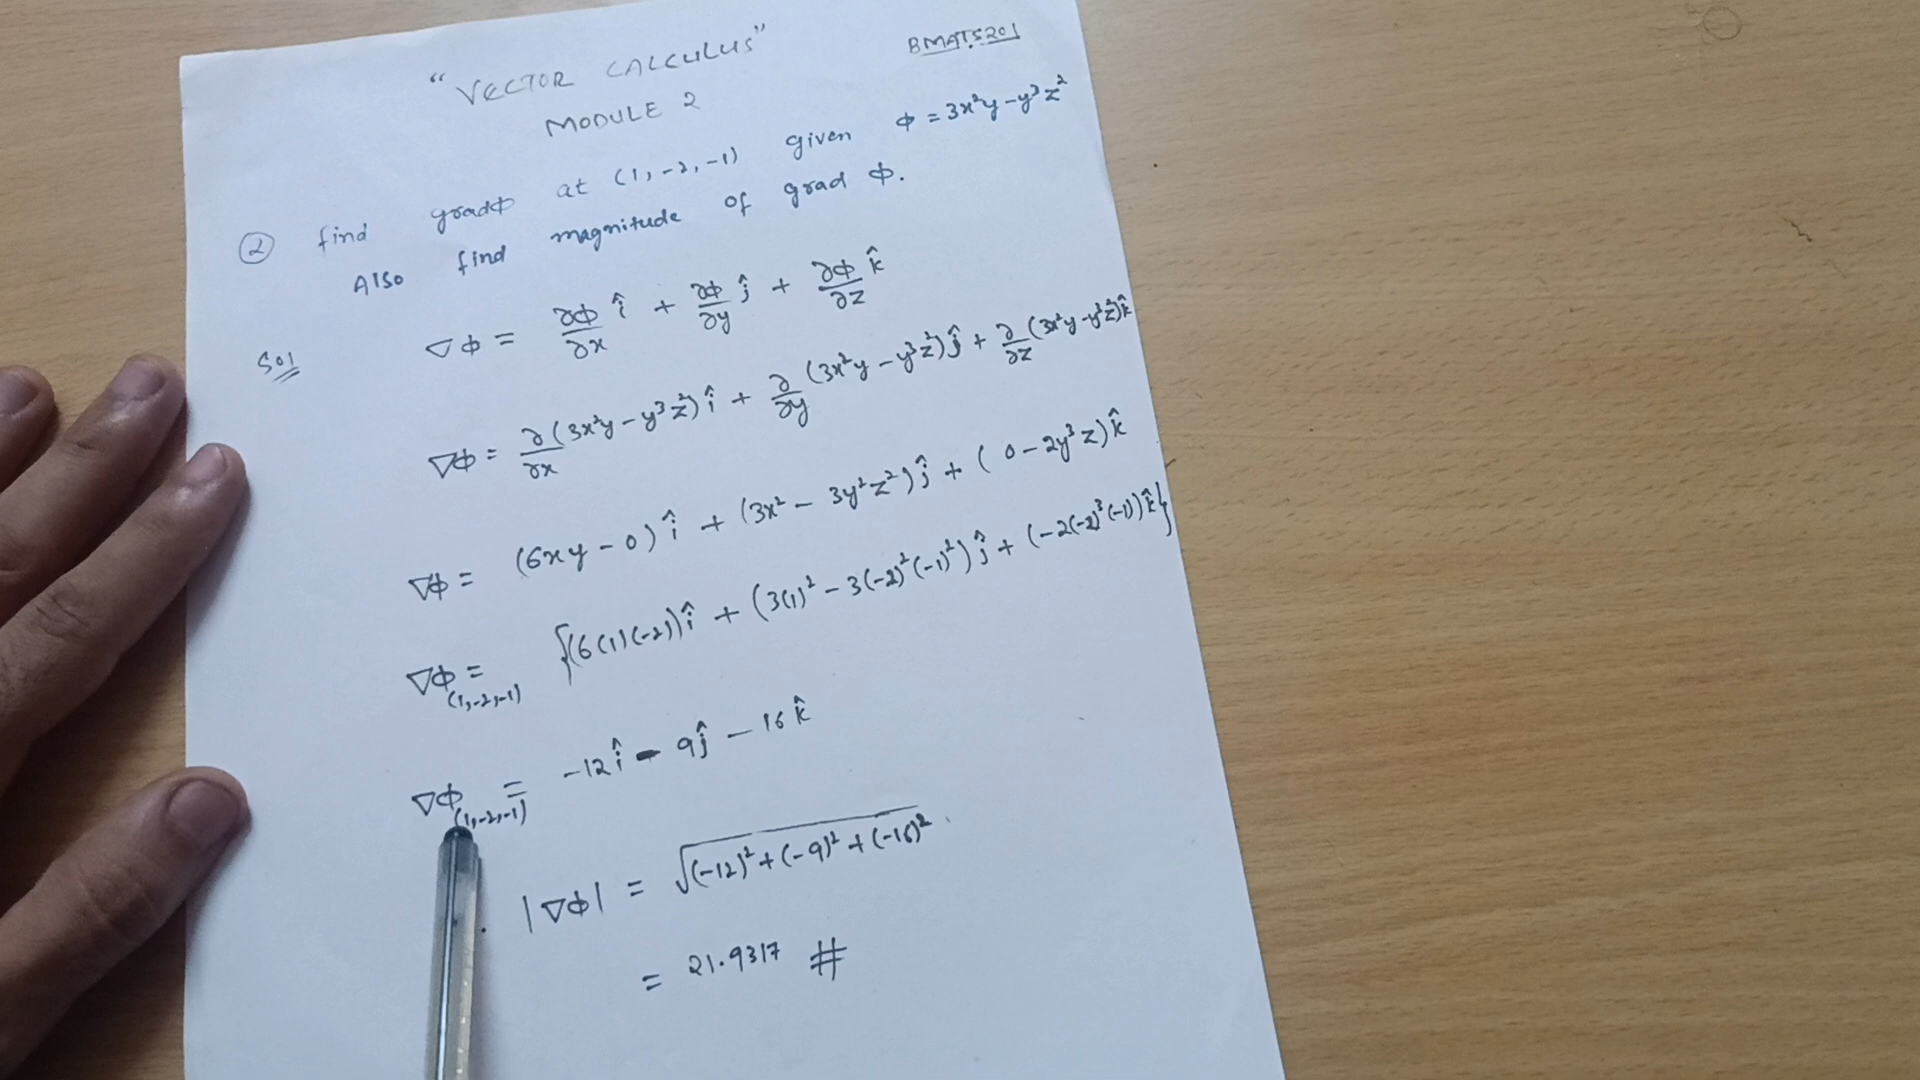 "VECTOR CALCULUS"
BMATS201
MODULE 2
② find gradϕ at (1,-2,-1) given ϕ = 3x²y-y³z²
Also find magnitude of grad ϕ.
Sol
∇ϕ = ∂ϕ/∂x î + ∂ϕ/∂y ĵ + ∂ϕ/∂z k̂
∇ϕ = ∂/∂x (3x²y-y³z²) î + ∂/∂y (3x²y-y³z²) ĵ + ∂/∂z (3x²y-y³z²) k̂
∇ϕ = (6xy-0) î + (3x²-3y²z²) ĵ + (0-2y³z) k̂
∇ϕ(1,-2,-1) = {(6(1)(-2)) î + (3(1)²-3(-2)²(-1)²) ĵ + (-2(-2)³(-1)) k̂}
∇ϕ(1,-2,-1) = -12î - 9ĵ - 16k̂
|∇ϕ| = √(-12)²+(-9)²+(-16)²
= 21.9317 #